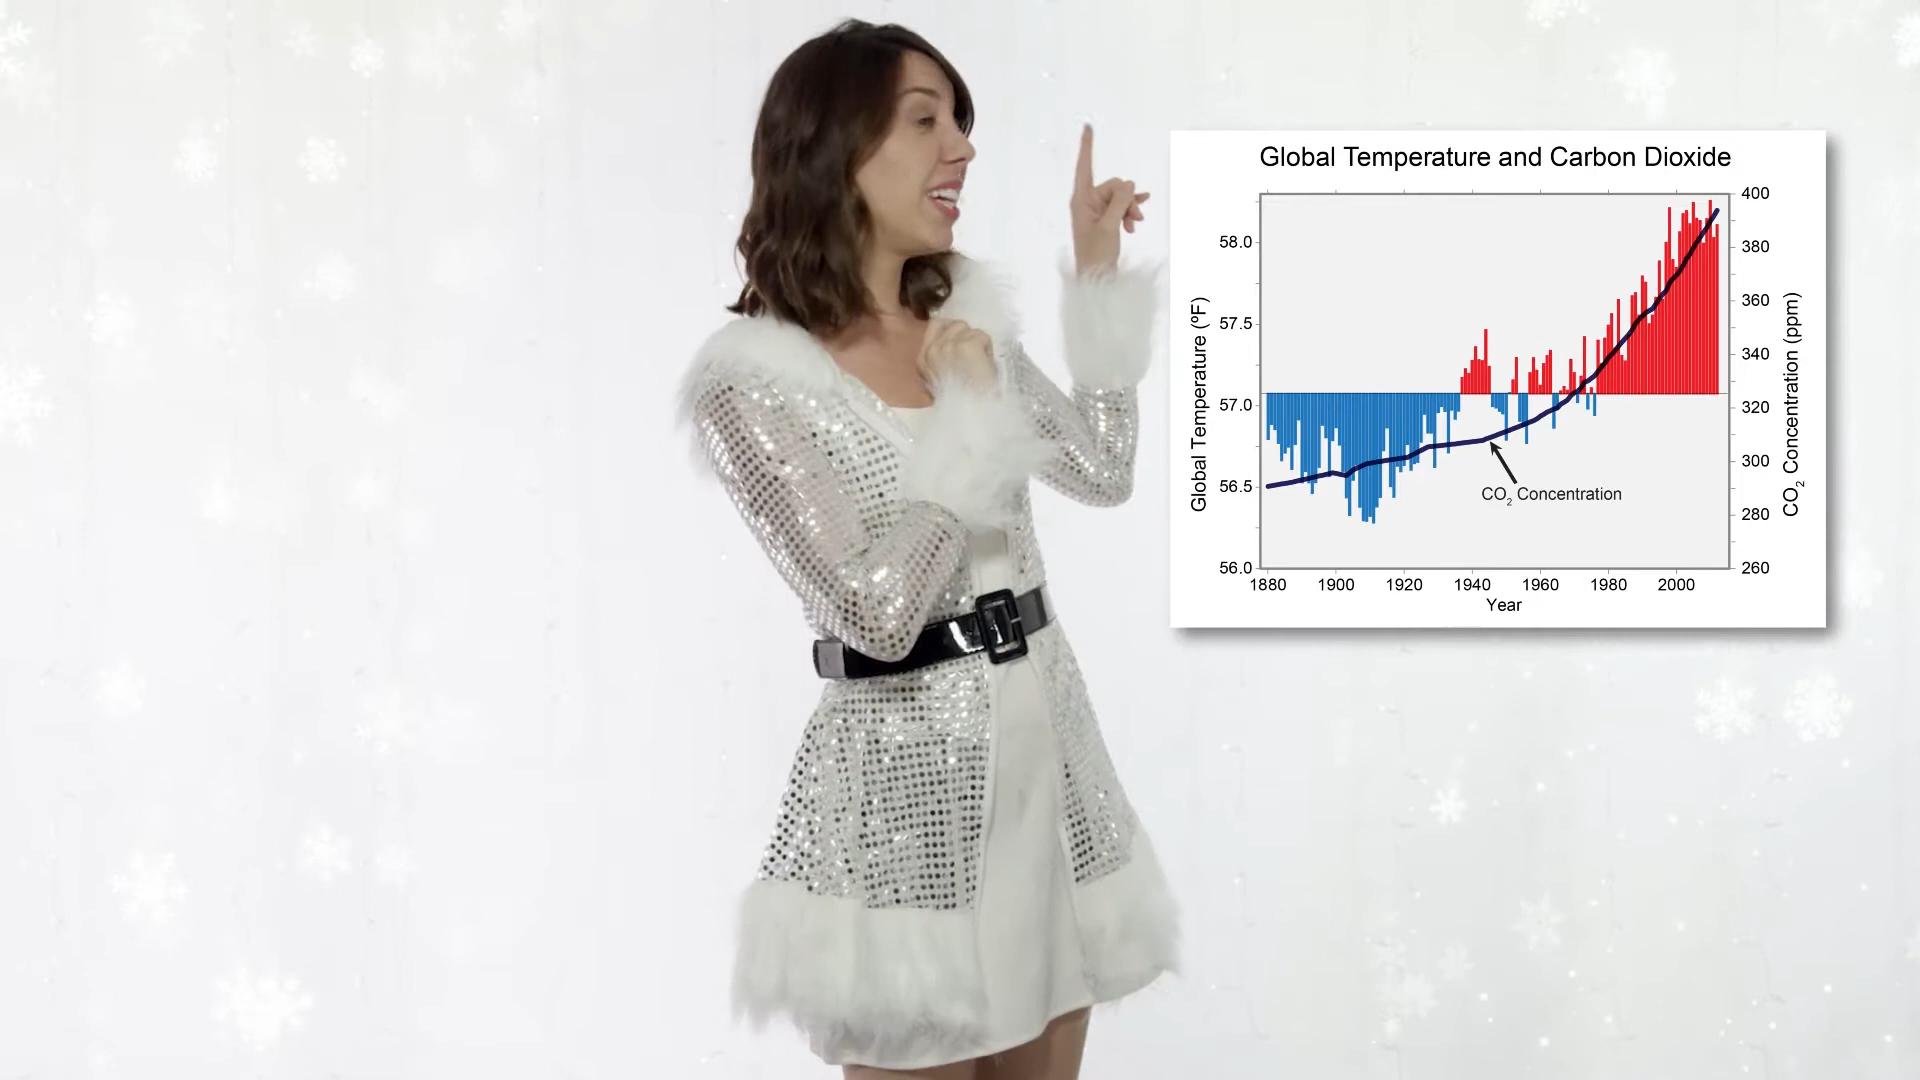 Global Temperature and Carbon Dioxide
400
58.0
380
360
57.5
340
57.0
320
300
56.5
280
56.0
260
Global Temperature (ºF)
CO2 Concentration (ppm)
CO2 Concentration
1880 1900 1920 1940 1960 1980 2000
Year